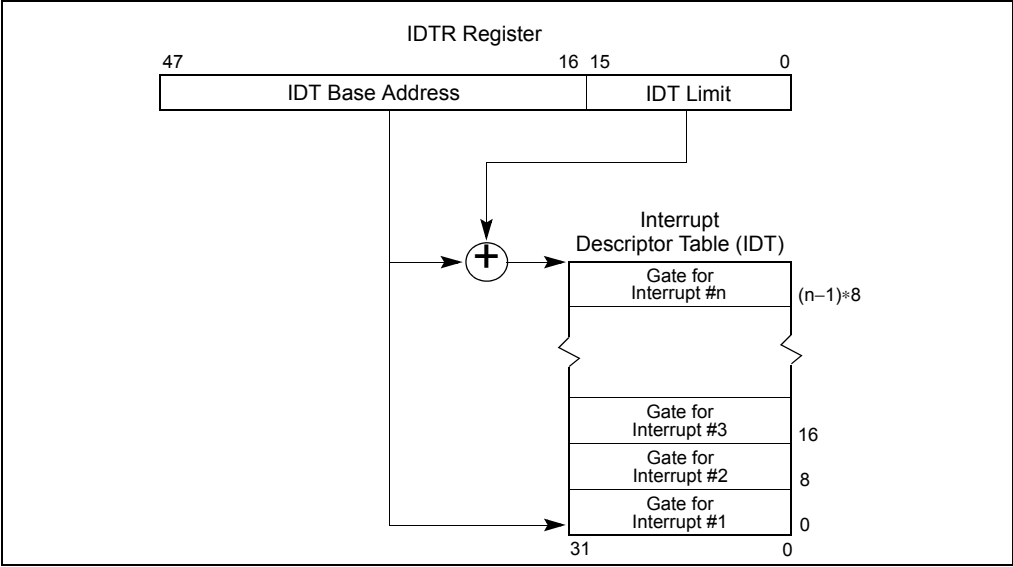 IDTR Register
47 16 15 0
IDT Base Address IDT Limit
Interrupt
Descriptor Table (IDT)
+
Gate for
Interrupt #n
(n−1)∗8
Gate for
Interrupt #3
16
Gate for
Interrupt #2
8
Gate for
Interrupt #1
0
31 0